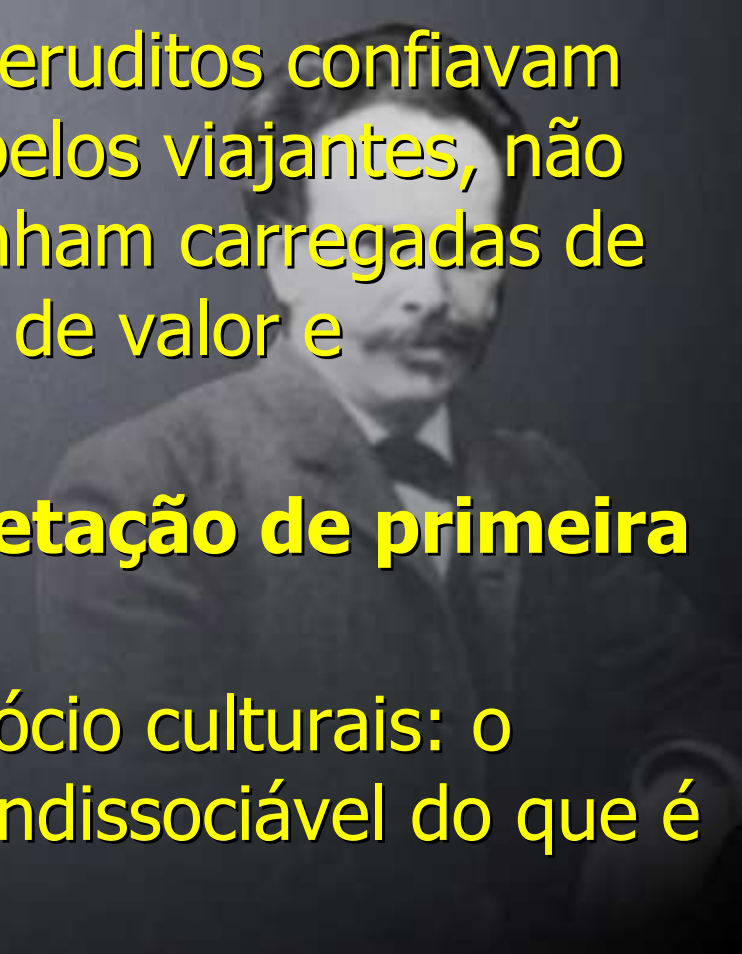 eruditos confiavam
pelos viajantes, não
nham carregadas de
de valor e
etação de primeira
ócio culturais: o
ndissociável do que é